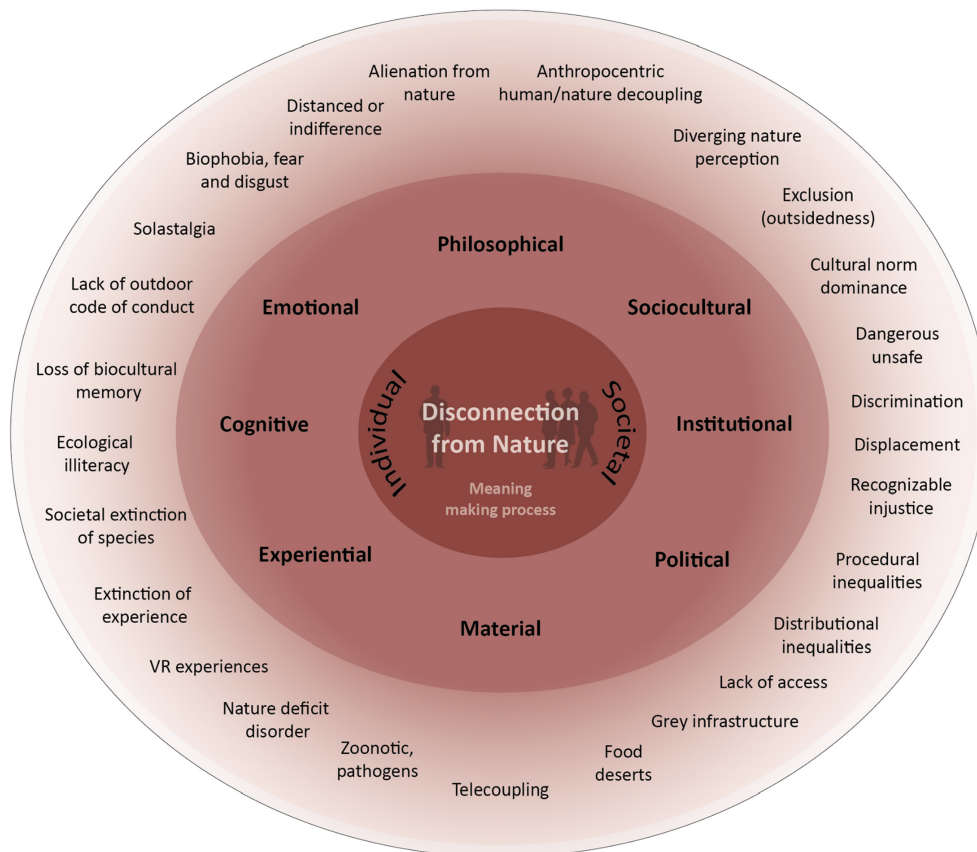 Alienation from
nature
Anthropocentric
human/nature decoupling
Distanced or
indifference
Diverging nature
perception
Biophobia, fear
and disgust
Exclusion
(outsidedness)
Solastalgia
Cultural norm
dominance
Lack of outdoor
code of conduct
Dangerous
unsafe
Loss of biocultural
memory
Discrimination
Ecological
illiteracy
Displacement
Recognizable
injustice
Societal extinction
of species
Procedural
inequalities
Extinction of
experience
Distributional
inequalities
VR experiences
Lack of access
Nature deficit
disorder
Grey infrastructure
Zoonotic,
pathogens
Food
deserts
Telecoupling
Philosophical
Emotional
Sociocultural
Cognitive
Institutional
Experiential
Political
Material
Individual
Societal
Disconnection
from Nature
Meaning
making process